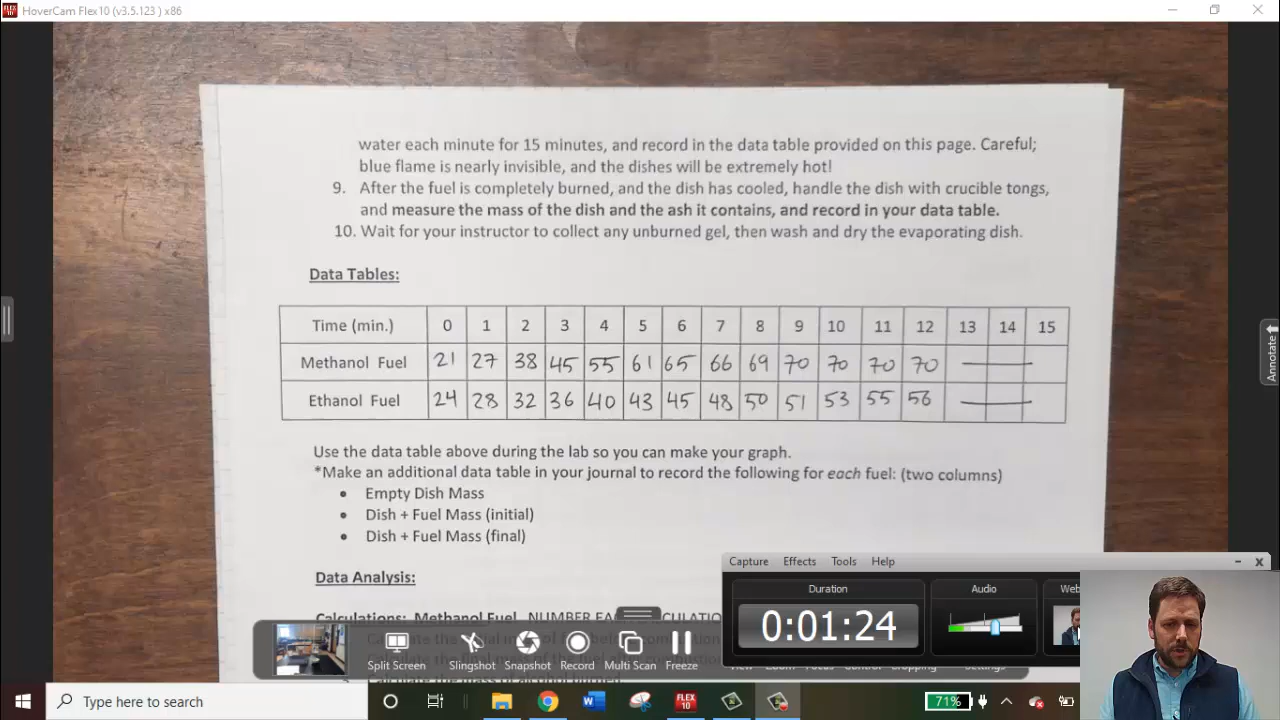 HoverCam Flex10 (v3.5.123 ) x86
water each minute for 15 minutes, and record in the data table provided on this page. Careful;
blue flame is nearly invisible, and the dishes will be extremely hot!
9. After the fuel is completely burned, and the dish has cooled, handle the dish with crucible tongs,
and measure the mass of the dish and the ash it contains, and record in your data table.
10. Wait for your instructor to collect any unburned gel, then wash and dry the evaporating dish.
Data Tables:
Time (min.) 0 1 2 3 4 5 6 7 8 9 10 11 12 13 14 15
Methanol Fuel 21 27 38 45 55 61 65 66 69 70 70 70 70
Ethanol Fuel 24 28 32 36 40 43 45 48 50 51 53 55 56
Use the data table above during the lab so you can make your graph.
*Make an additional data table in your journal to record the following for each fuel: (two columns)
• Empty Dish Mass
• Dish + Fuel Mass (initial)
• Dish + Fuel Mass (final)
Data Analysis:
Calculations: Methanol Fuel
Annotate
Capture Effects Tools Help
Duration Audio
0:01:24
Split Screen Slingshot Snapshot Record Multi Scan Freeze
Type here to search
71%